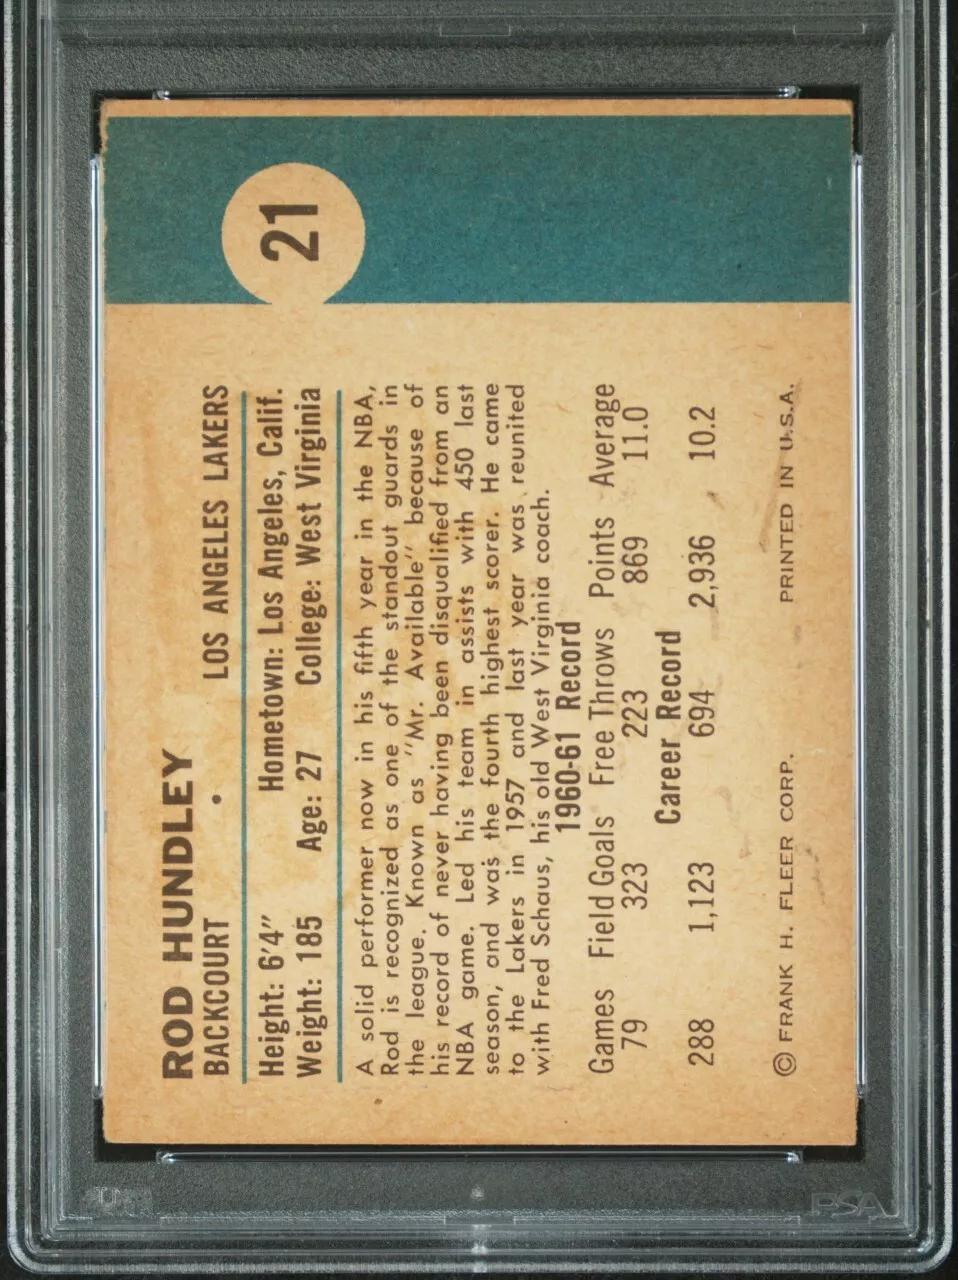 21
ROD HUNDLEY
BACKCOURT • LOS ANGELES LAKERS
Height: 6'4" Hometown: Los Angeles, Calif.
Weight: 185 Age: 27 College: West Virginia
A solid performer now in his fifth year in the NBA,
Rod is recognized as one of the standout guards in
the league. Known as "Mr. Available" because of
his record of never having been disqualified from an
NBA game. Led his team in assists with 450 last
season, and was the fourth highest scorer. He came
to the Lakers in 1957 and last year was reunited
with Fred Schaus, his old West Virginia coach.
1960-61 Record
Games Field Goals Free Throws Points Average
79 323 223 869 11.0
Career Record
288 1,123 694 2,936 10.2
© FRANK H. FLEER CORP. PRINTED IN U.S.A.
PSA